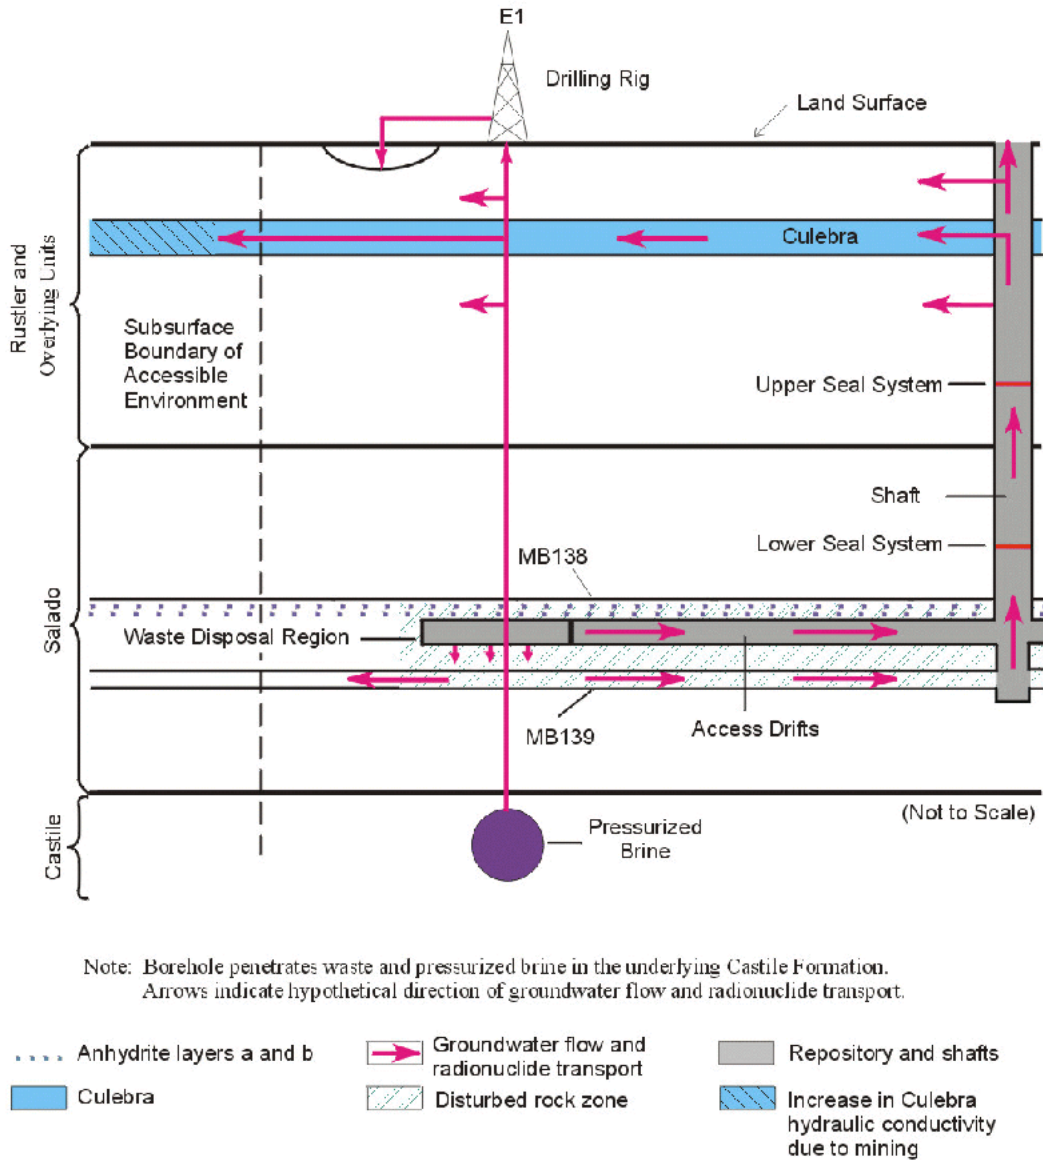 E1
Drilling Rig
Land Surface
Culebra
Rustler and
Overlying Units
Subsurface
Boundary of
Accessible
Environment
Upper Seal System
Shaft
Lower Seal System
MB138
Salado
Waste Disposal Region
MB139
Access Drifts
(Not to Scale)
Castile
Pressurized
Brine
Note: Borehole penetrates waste and pressurized brine in the underlying Castile Formation.
Arrows indicate hypothetical direction of groundwater flow and radionuclide transport.
Anhydrite layers a and b
Culebra
Groundwater flow and
radionuclide transport
Disturbed rock zone
Repository and shafts
Increase in Culebra
hydraulic conductivity
due to mining